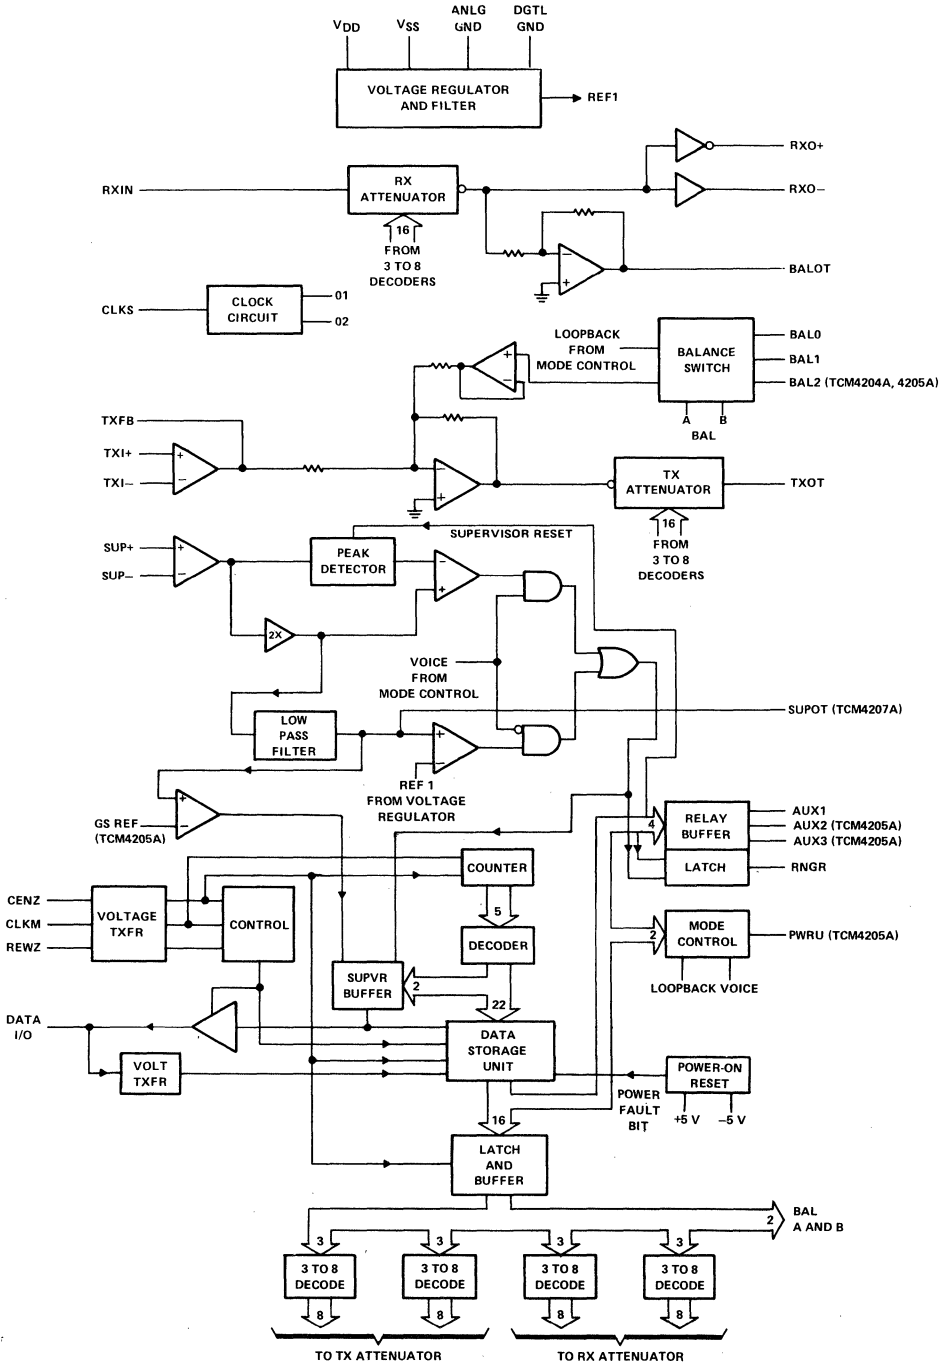 VDD
VSS
ANLG
GND
DGTL
GND
VOLTAGE REGULATOR
AND FILTER
REF1
RXIN
RX
ATTENUATOR
16
FROM
3 TO 8
DECODERS
RXO+
RXO−
−
+
BALOT
CLKS
CLOCK
CIRCUIT
01
02
LOOPBACK
FROM
MODE CONTROL
BALANCE
SWITCH
BAL0
BAL1
BAL2 (TCM4204A, 4205A)
A
B
BAL
+
−
TXFB
TXI+
TXI−
+
−
−
+
TX
ATTENUATOR
TXOT
16
FROM
3 TO 8
DECODERS
SUPERVISOR RESET
SUP+
SUP−
+
−
PEAK
DETECTOR
−
+
2X
VOICE
FROM
MODE CONTROL
SUPOT (TCM4207A)
LOW
PASS
FILTER
+
−
REF 1
FROM VOLTAGE
REGULATOR
GS REF
(TCM4205A)
+
−
4
RELAY
BUFFER
AUX1
AUX2 (TCM4205A)
AUX3 (TCM4205A)
LATCH
RNGR
COUNTER
5
DECODER
CENZ
CLKM
REWZ
VOLTAGE
TXFR
CONTROL
2
MODE
CONTROL
PWRU (TCM4205A)
LOOPBACK VOICE
SUPVR
BUFFER
2
22
DATA
I/O
VOLT
TXFR
DATA
STORAGE
UNIT
POWER-ON
RESET
+5 V
−5 V
POWER
FAULT
BIT
16
LATCH
AND
BUFFER
2
BAL
A AND B
3
3
3
3
3 TO 8
DECODE
3 TO 8
DECODE
3 TO 8
DECODE
3 TO 8
DECODE
8
8
8
8
TO TX ATTENUATOR
TO RX ATTENUATOR